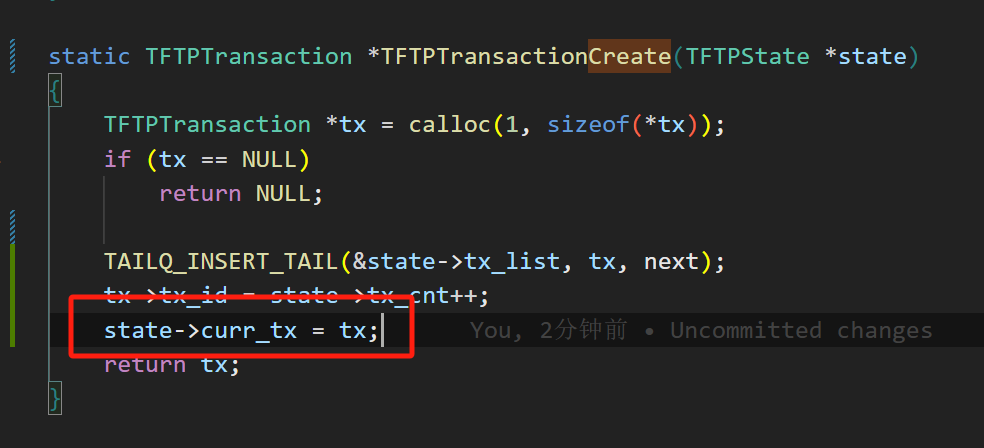 static TFTPTransaction *TFTPTransactionCreate(TFTPState *state)
{
    TFTPTransaction *tx = calloc(1, sizeof(*tx));
    if (tx == NULL)
        return NULL;

    TAILQ_INSERT_TAIL(&state->tx_list, tx, next);
    tx->tx_id = state->tx_cnt++;
    state->curr_tx = tx; You, 2分钟前 • Uncommitted changes
    return tx;
}